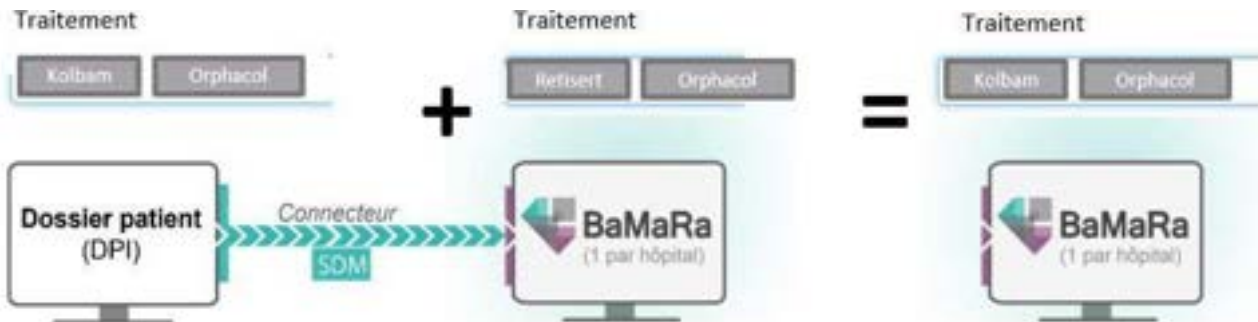 Traitement
Kolbam Orphacol
+
Traitement
Retisert Orphacol
=
Traitement
Kolbam Orphacol
Dossier patient
(DPI)
Connecteur
SDM
BaMaRa
(1 par hôpital)
BaMaRa
(1 par hôpital)